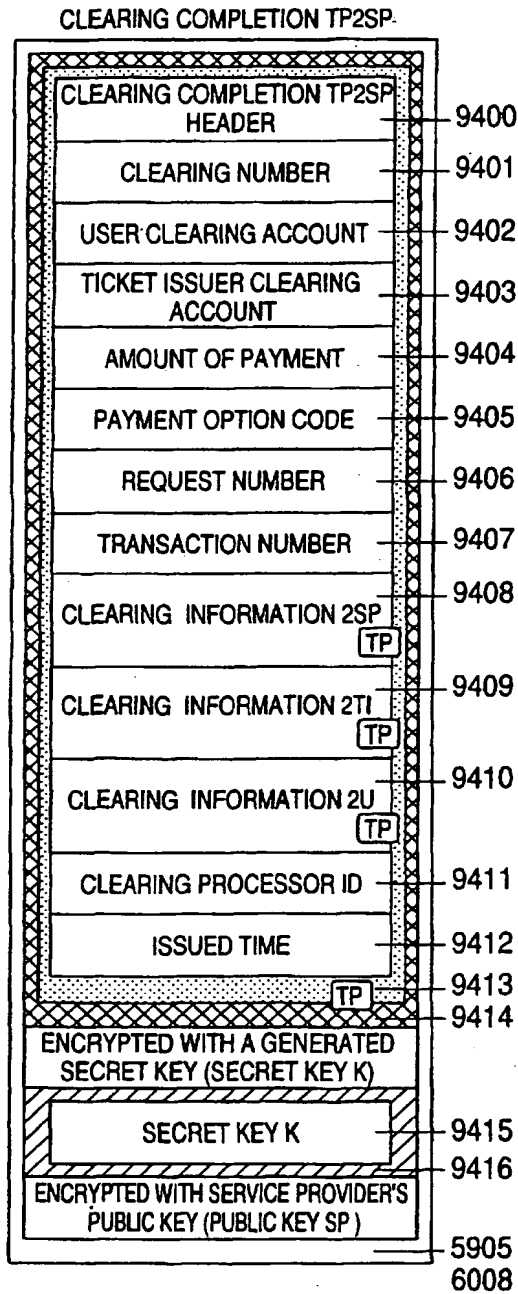 CLEARING COMPLETION TP2SP
CLEARING COMPLETION TP2SP
HEADER
9400
CLEARING NUMBER
9401
USER CLEARING ACCOUNT
9402
TICKET ISSUER CLEARING
ACCOUNT
9403
AMOUNT OF PAYMENT
9404
PAYMENT OPTION CODE
9405
REQUEST NUMBER
9406
TRANSACTION NUMBER
9407
CLEARING INFORMATION 2SP
TP
9408
CLEARING INFORMATION 2TI
TP
9409
CLEARING INFORMATION 2U
TP
9410
CLEARING PROCESSOR ID
9411
ISSUED TIME
9412
TP
9413
9414
ENCRYPTED WITH A GENERATED
SECRET KEY (SECRET KEY K)
SECRET KEY K
9415
9416
ENCRYPTED WITH SERVICE PROVIDER'S
PUBLIC KEY (PUBLIC KEY SP )
5905
6008